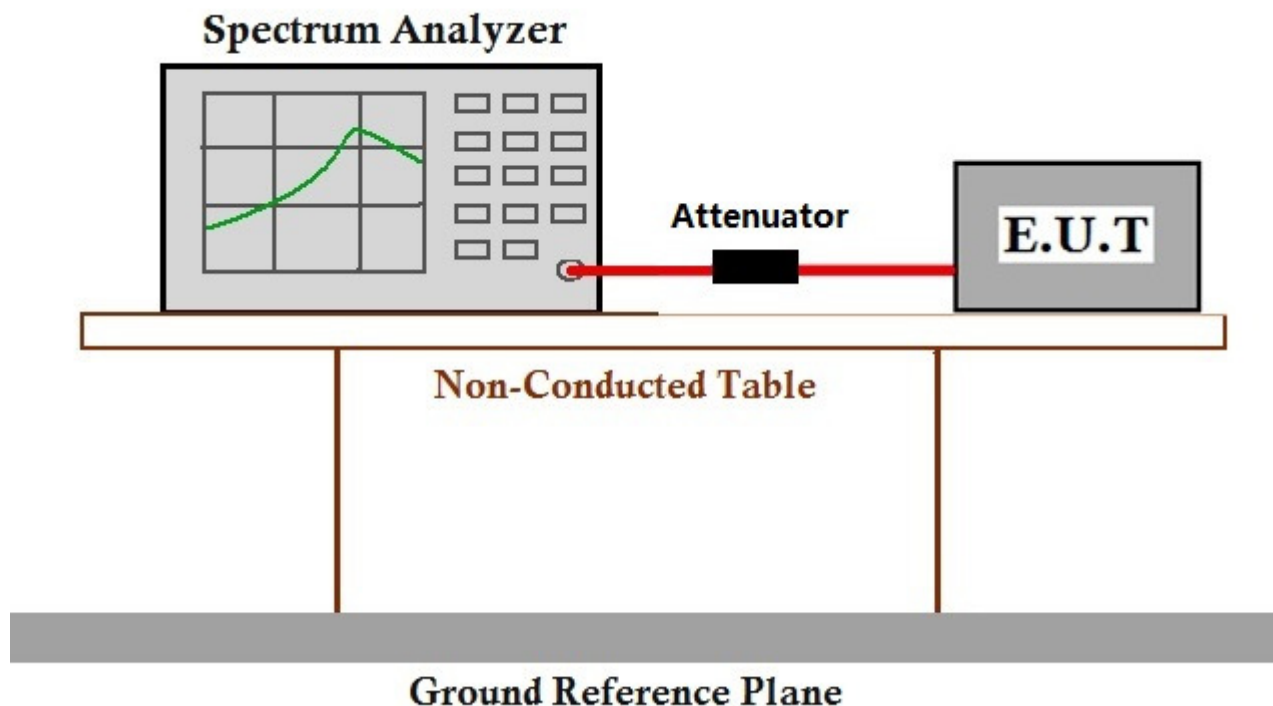 Spectrum Analyzer
Attenuator
E.U.T
Non-Conducted Table
Ground Reference Plane